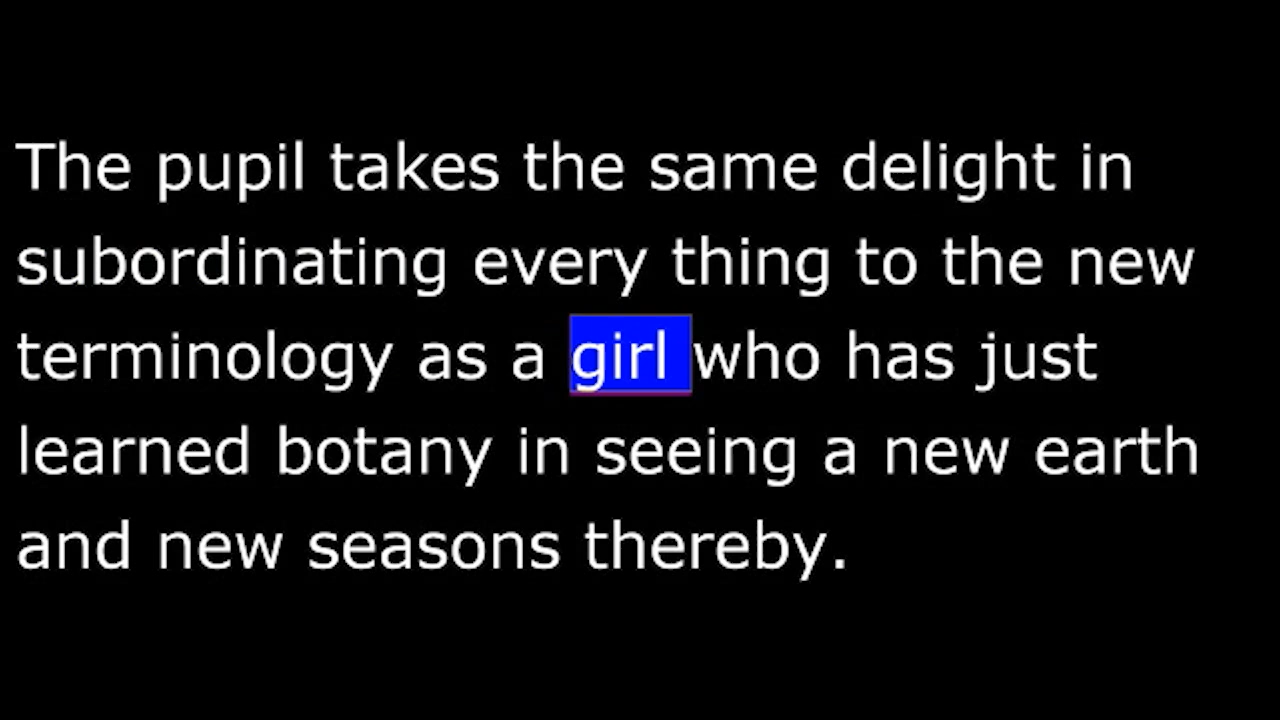 The pupil takes the same delight in
subordinating every thing to the new
terminology as a girl who has just
learned botany in seeing a new earth
and new seasons thereby.